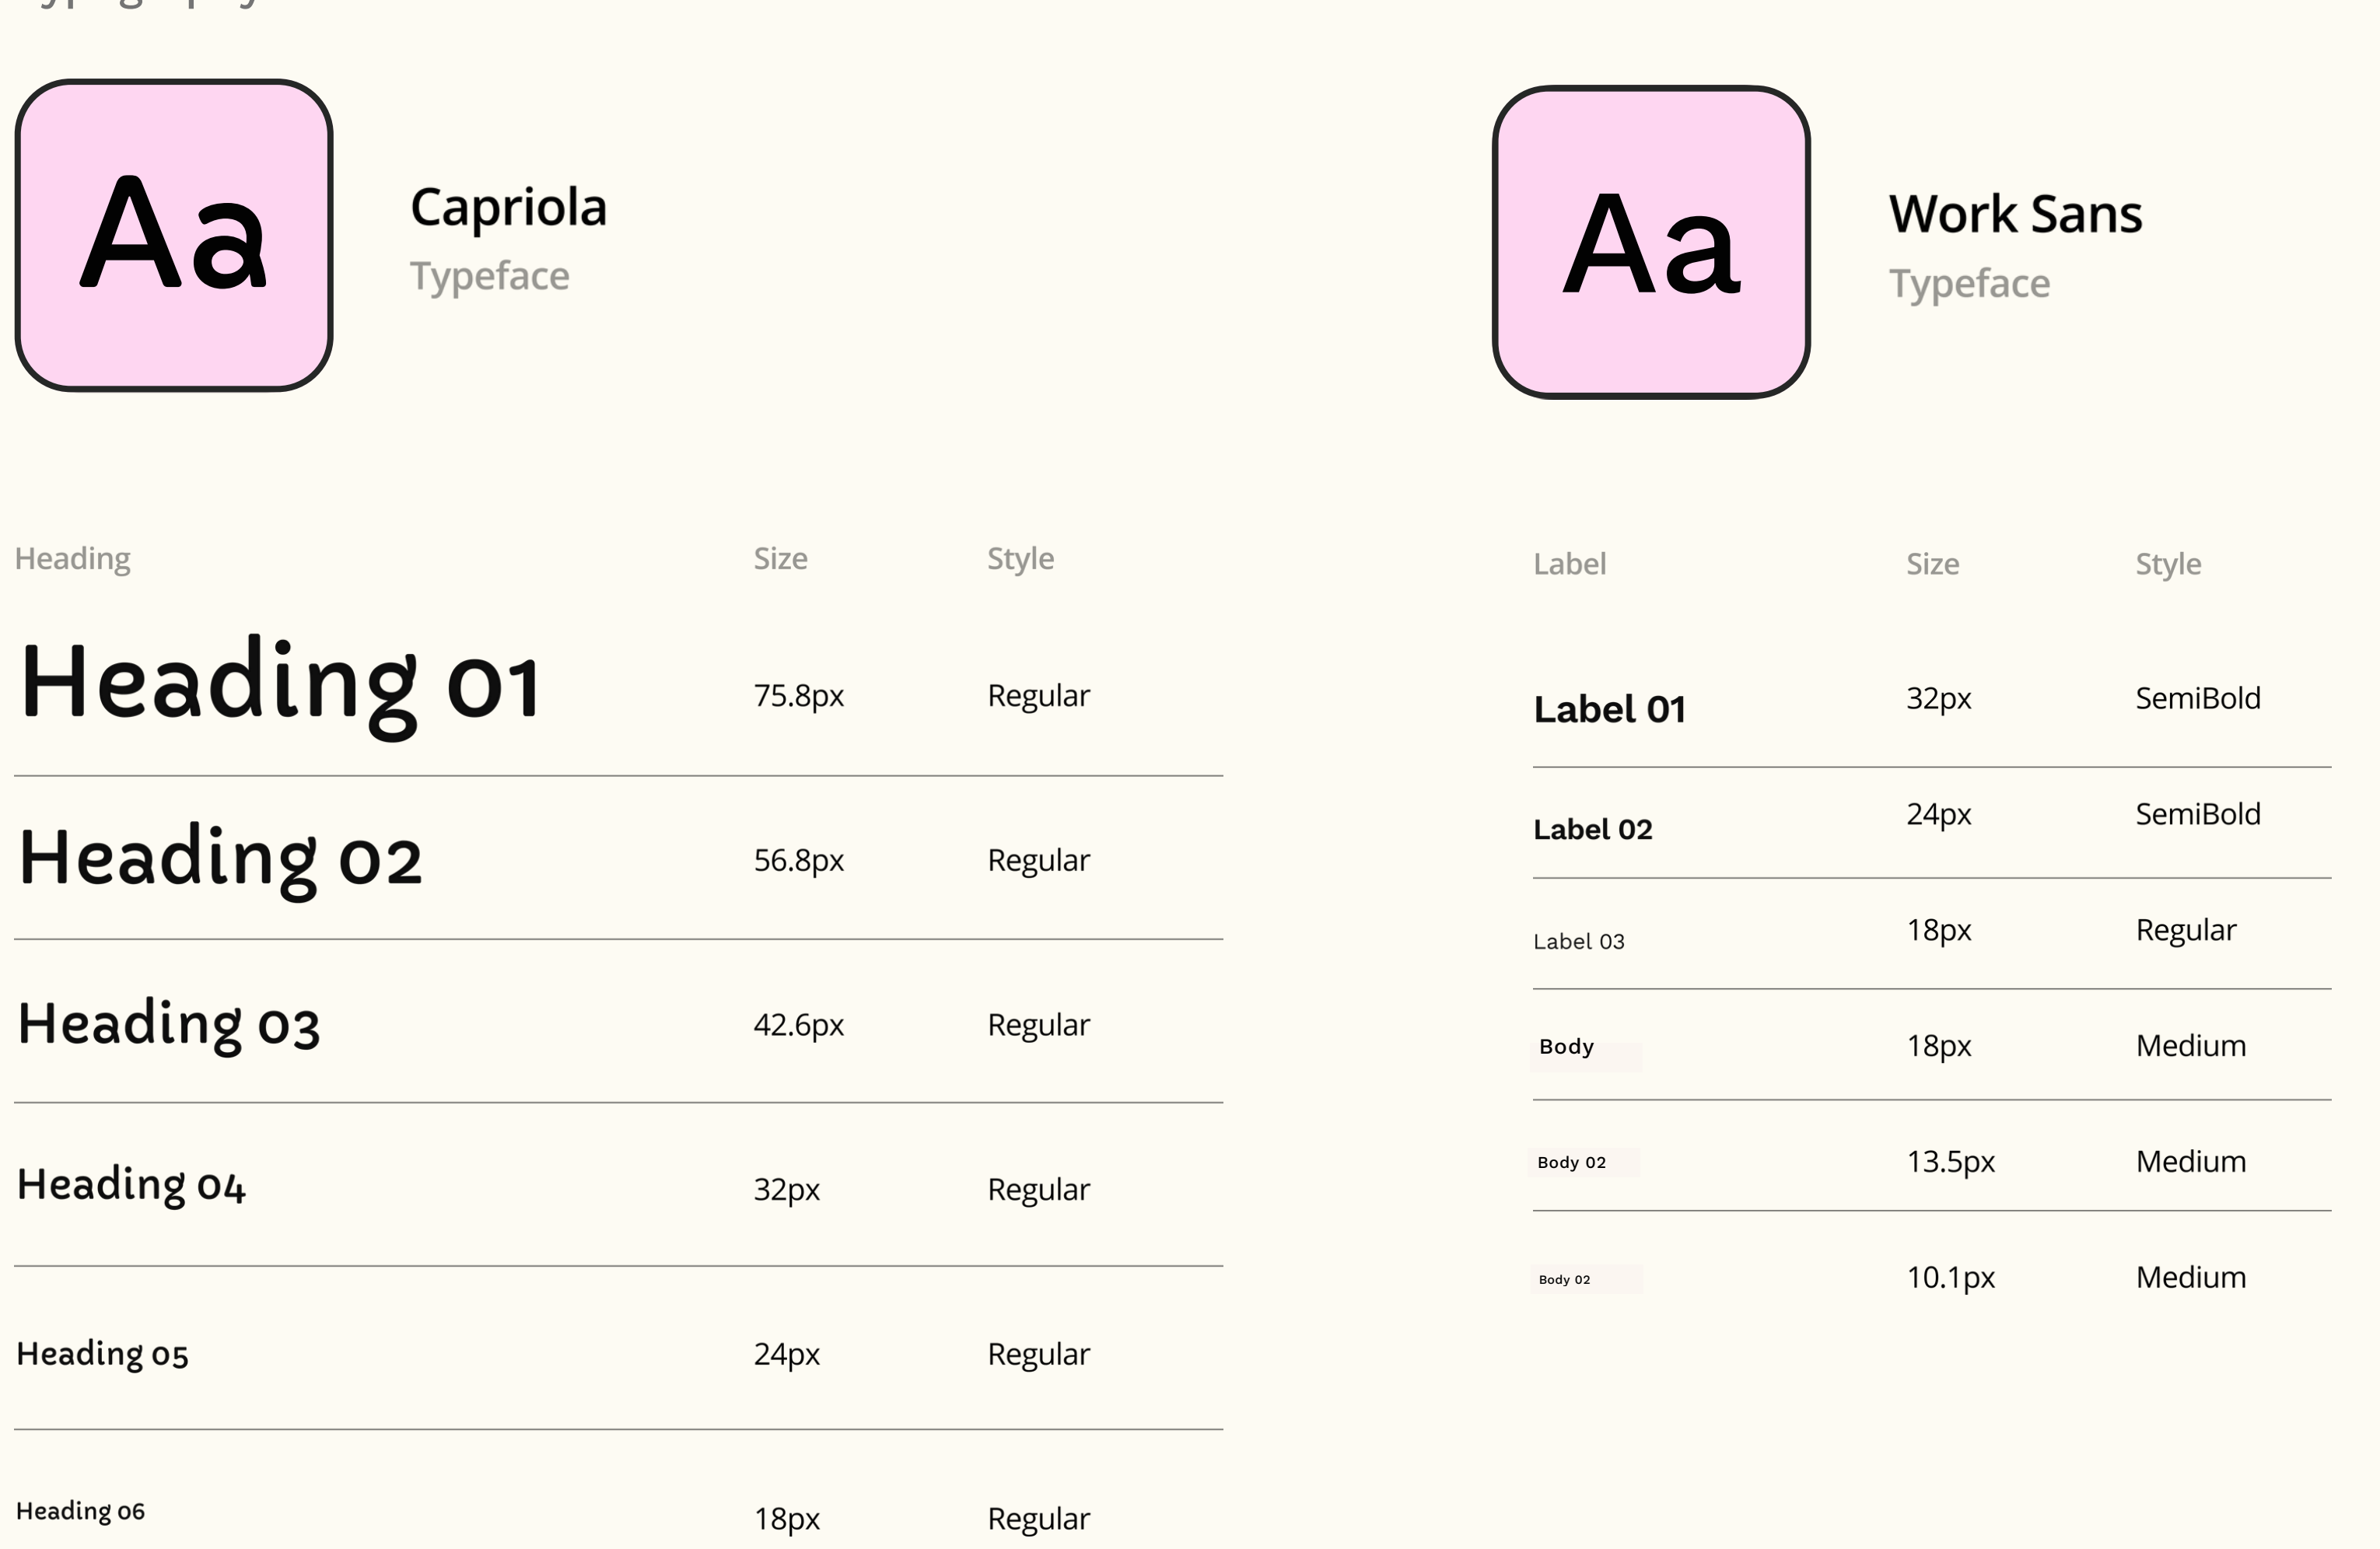 Typography
Aa
Capriola
Typeface
Heading Size Style
Heading 01 75.8px Regular
Heading 02 56.8px Regular
Heading 03 42.6px Regular
Heading 04 32px Regular
Heading 05 24px Regular
Heading 06 18px Regular
Aa
Work Sans
Typeface
Label Size Style
Label 01 32px SemiBold
Label 02 24px SemiBold
Label 03 18px Regular
Body 18px Medium
Body 02 13.5px Medium
Body 02 10.1px Medium